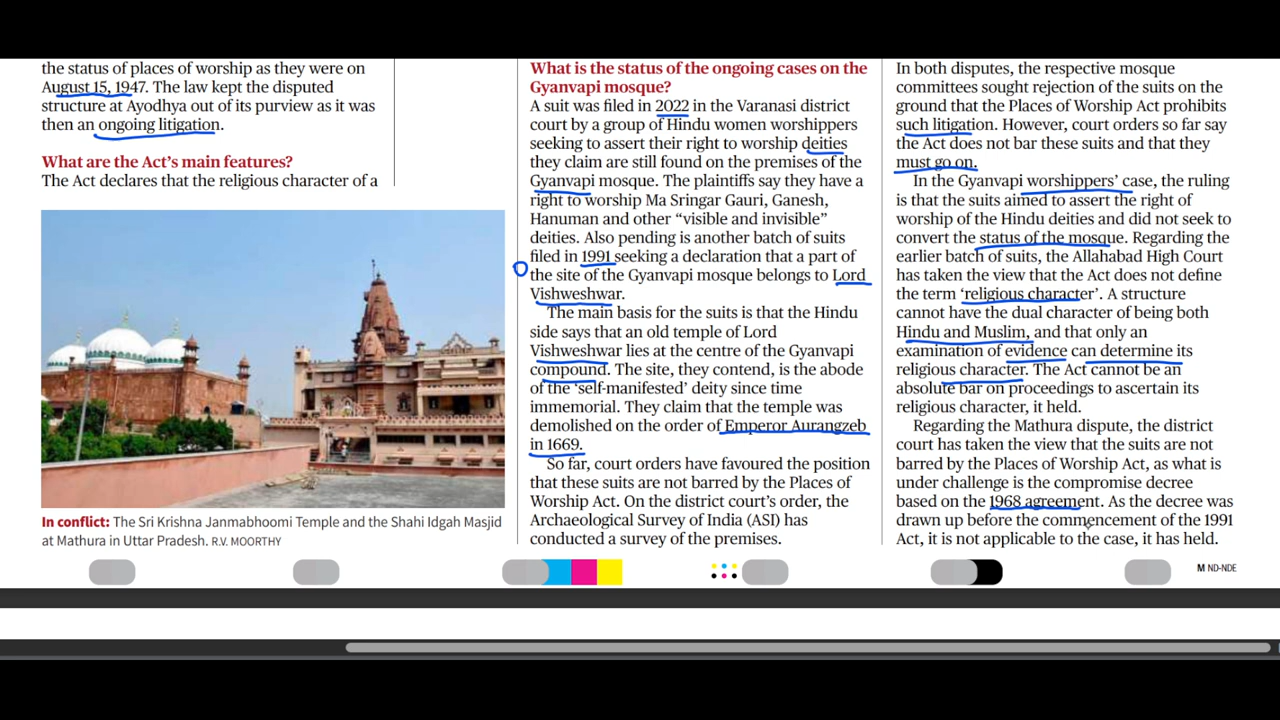 the status of places of worship as they were on
August 15, 1947. The law kept the disputed
structure at Ayodhya out of its purview as it was
then an ongoing litigation.
What are the Act's main features?
The Act declares that the religious character of a
In conflict: The Sri Krishna Janmabhoomi Temple and the Shahi Idgah Masjid
at Mathura in Uttar Pradesh. R.V. MOORTHY
What is the status of the ongoing cases on the
Gyanvapi mosque?
A suit was filed in 2022 in the Varanasi district
court by a group of Hindu women worshippers
seeking to assert their right to worship deities
they claim are still found on the premises of the
Gyanvapi mosque. The plaintiffs say they have a
right to worship Ma Sringar Gauri, Ganesh,
Hanuman and other “visible and invisible”
deities. Also pending is another batch of suits
filed in 1991 seeking a declaration that a part of
the site of the Gyanvapi mosque belongs to Lord
Vishweshwar.
The main basis for the suits is that the Hindu
side says that an old temple of Lord
Vishweshwar lies at the centre of the Gyanvapi
compound. The site, they contend, is the abode
of the ‘self-manifested’ deity since time
immemorial. They claim that the temple was
demolished on the order of Emperor Aurangzeb
in 1669.
So far, court orders have favoured the position
that these suits are not barred by the Places of
Worship Act. On the district court's order, the
Archaeological Survey of India (ASI) has
conducted a survey of the premises.
In both disputes, the respective mosque
committees sought rejection of the suits on the
ground that the Places of Worship Act prohibits
such litigation. However, court orders so far say
the Act does not bar these suits and that they
must go on.
In the Gyanvapi worshippers’ case, the ruling
is that the suits aimed to assert the right of
worship of the Hindu deities and did not seek to
convert the status of the mosque. Regarding the
earlier batch of suits, the Allahabad High Court
has taken the view that the Act does not define
the term ‘religious character’. A structure
cannot have the dual character of being both
Hindu and Muslim, and that only an
examination of evidence can determine its
religious character. The Act cannot be an
absolute bar on proceedings to ascertain its
religious character, it held.
Regarding the Mathura dispute, the district
court has taken the view that the suits are not
barred by the Places of Worship Act, as what is
under challenge is the compromise decree
based on the 1968 agreement. As the decree was
drawn up before the commencement of the 1991
Act, it is not applicable to the case, it has held.
M ND-NDE